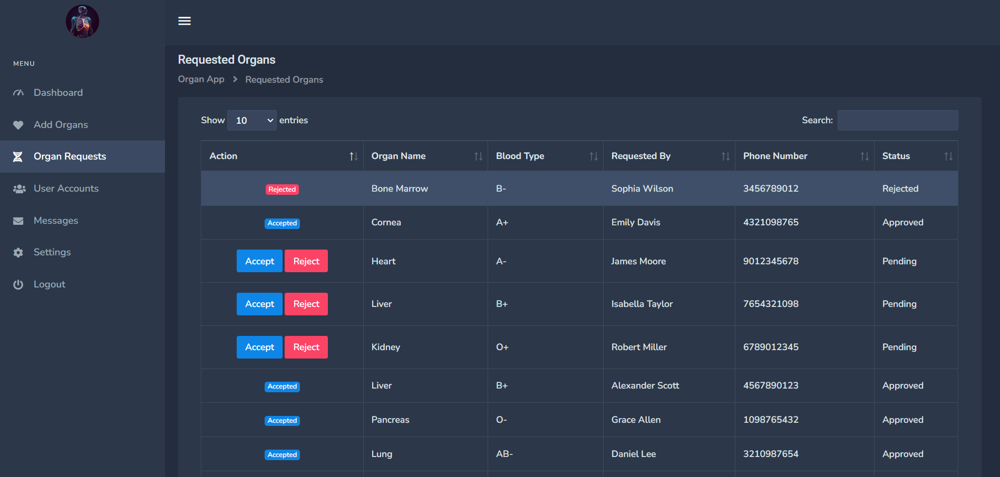 MENU
Dashboard
Add Organs
Organ Requests
User Accounts
Messages
Settings
Logout
Requested Organs
Organ App Requested Organs
Show 10 entries Search:
Action Organ Name Blood Type Requested By Phone Number Status
Rejected Bone Marrow B- Sophia Wilson 3456789012 Rejected
Accepted Cornea A+ Emily Davis 4321098765 Approved
Accept Reject Heart A- James Moore 9012345678 Pending
Accept Reject Liver B+ Isabella Taylor 7654321098 Pending
Accept Reject Kidney O+ Robert Miller 6789012345 Pending
Accepted Liver B+ Alexander Scott 4567890123 Approved
Accepted Pancreas O- Grace Allen 1098765432 Approved
Accepted Lung AB- Daniel Lee 3210987654 Approved